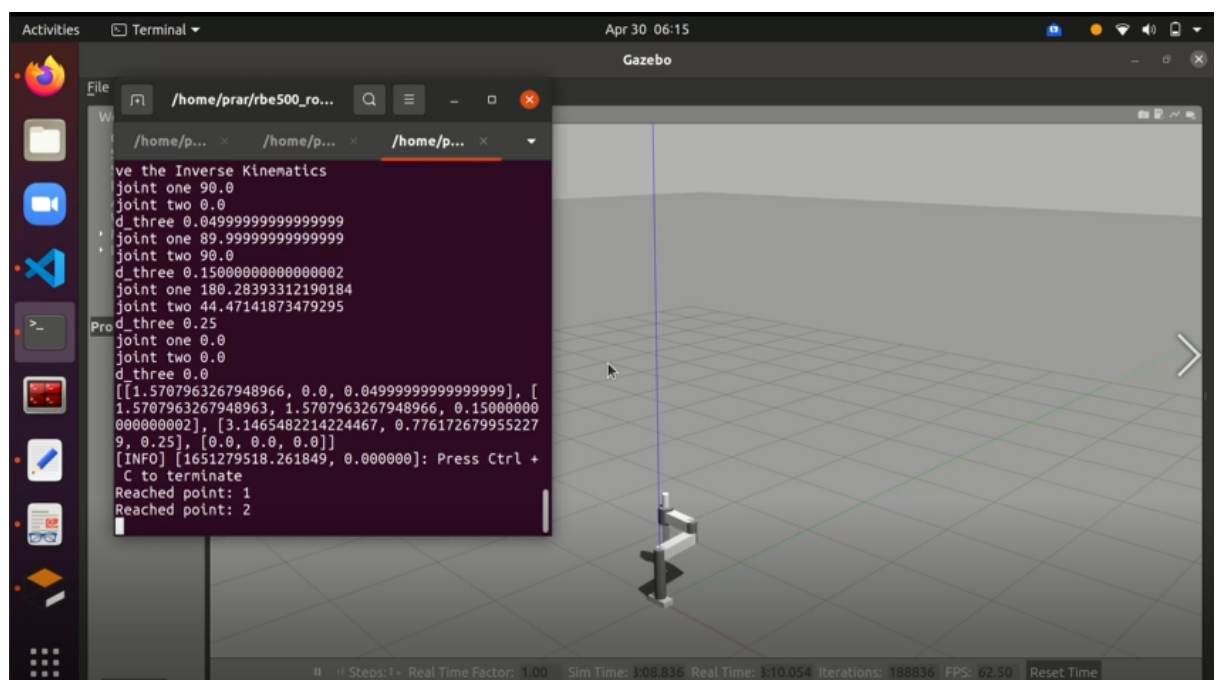 Activities Terminal Apr 30 06:15
Gazebo
File
/home/prar/rbe500_ro...
/home/p... /home/p... /home/p...
ve the Inverse Kinematics
joint one 90.0
joint two 0.0
d_three 0.04999999999999999
joint one 89.99999999999999
joint two 90.0
d_three 0.15000000000000002
joint one 180.28393312190184
joint two 44.47141873479295
d_three 0.25
joint one 0.0
joint two 0.0
d_three 0.0
[[1.5707963267948966, 0.0, 0.04999999999999999], [
1.5707963267948963, 1.5707963267948966, 0.15000000
000000002], [3.1465482214224467, 0.776172679955227
9, 0.25], [0.0, 0.0, 0.0]]
[INFO] [1651279518.261849, 0.000000]: Press Ctrl +
C to terminate
Reached point: 1
Reached point: 2
Pro
Steps: Real Time Factor: 1.00 Sim Time: Real Time: Iterations: 188836 FPS: 62.50 Reset Time